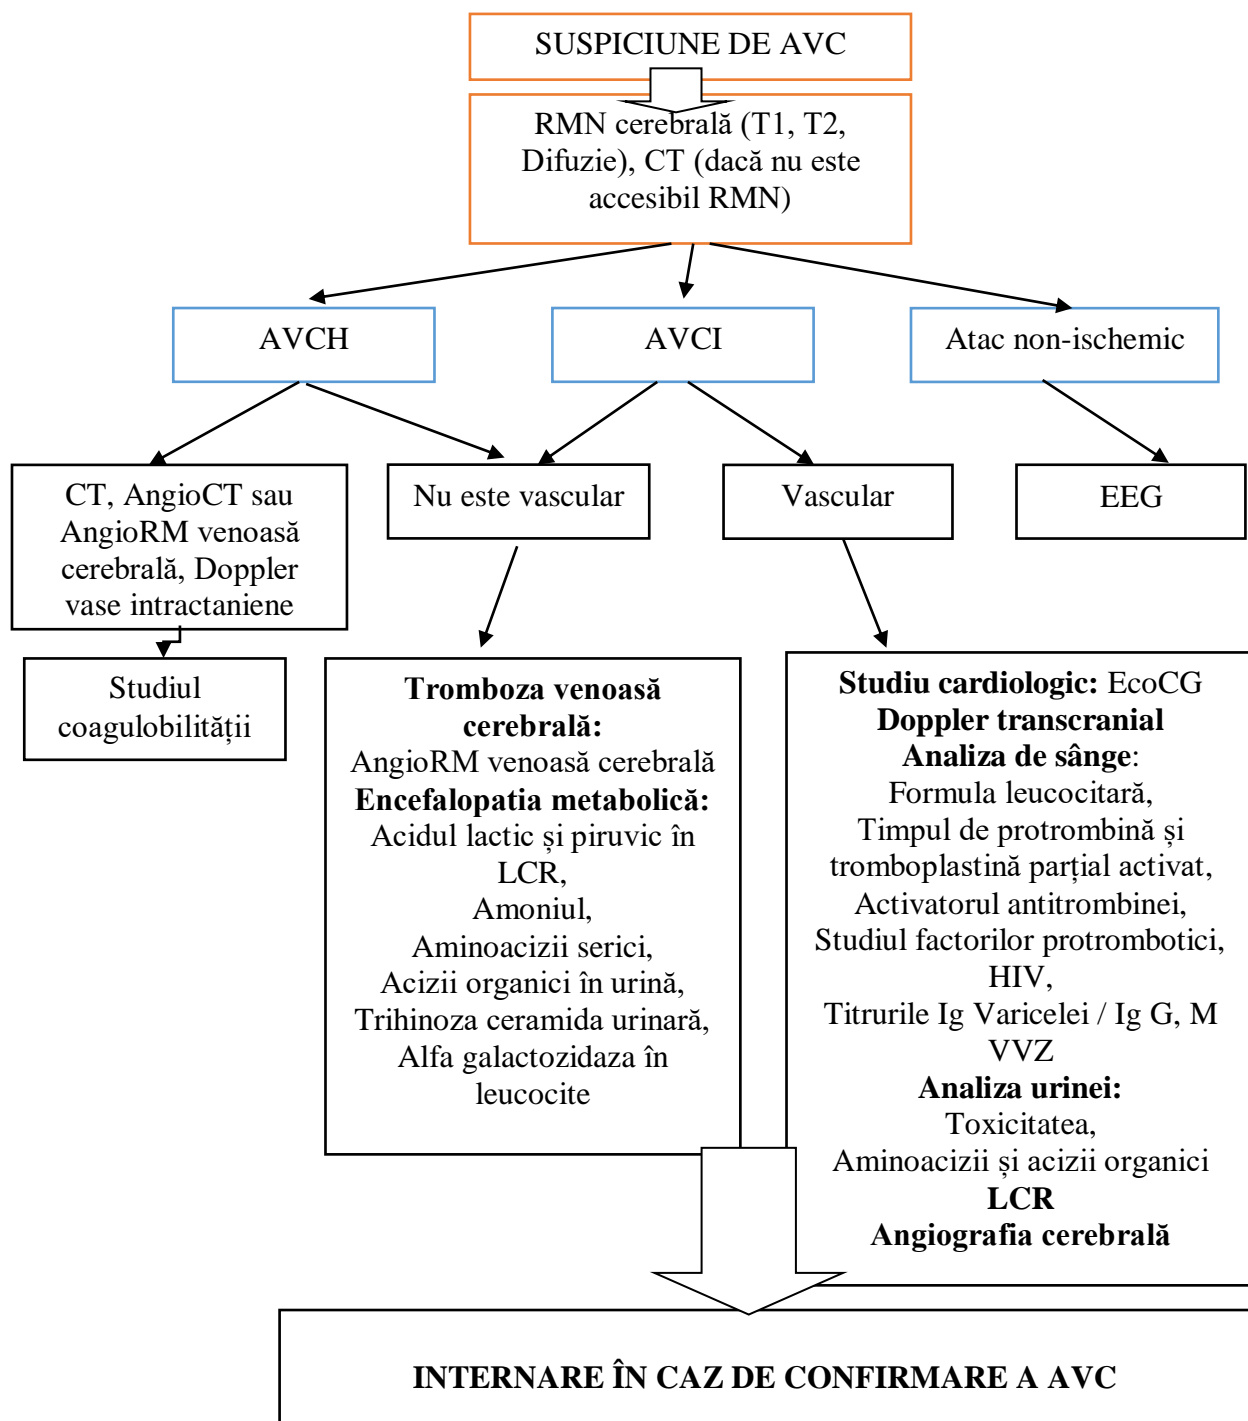 SUSPICIUNE DE AVC
RMN cerebrală (T1, T2,
Difuzie), CT (dacă nu este
accesibil RMN)
AVCH
AVCI
Atac non-ischemic
CT, AngioCT sau
AngioRM venoasă
cerebrală, Doppler
vase intractaniene
Nu este vascular
Vascular
EEG
Studiul
coagulobilității
Tromboza venoasă
cerebrală:
AngioRM venoasă cerebrală
Encefalopatia metabolică:
Acidul lactic și piruvic în
LCR,
Amoniul,
Aminoacizii serici,
Acizii organici în urină,
Trihinoza ceramida urinară,
Alfa galactozidaza în
leucocite
Studiu cardiologic: EcoCG
Doppler transcranial
Analiza de sânge:
Formula leucocitară,
Timpul de protrombină și
tromboplastină parțial activat,
Activatorul antitrombinei,
Studiul factorilor protrombotici,
HIV,
Titrurile Ig Varicelei / Ig G, M
VVZ
Analiza urinei:
Toxicitatea,
Aminoacizii și acizii organici
LCR
Angiografia cerebrală
INTERNARE ÎN CAZ DE CONFIRMARE A AVC